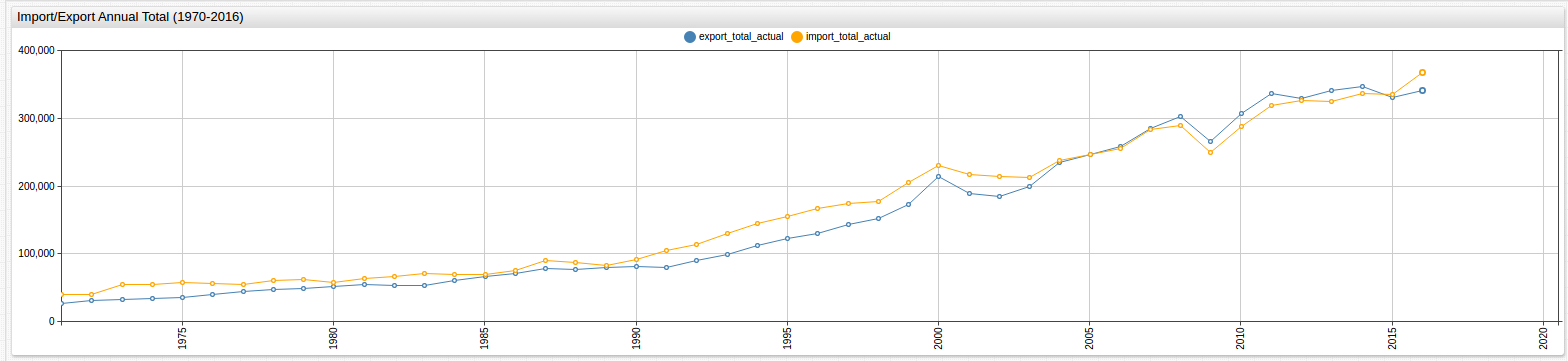 Import/Export Annual Total (1970-2016)
export_total_actual import_total_actual
400,000
300,000
200,000
100,000
0
1975 1980 1985 1990 1995 2000 2005 2010 2015 2020